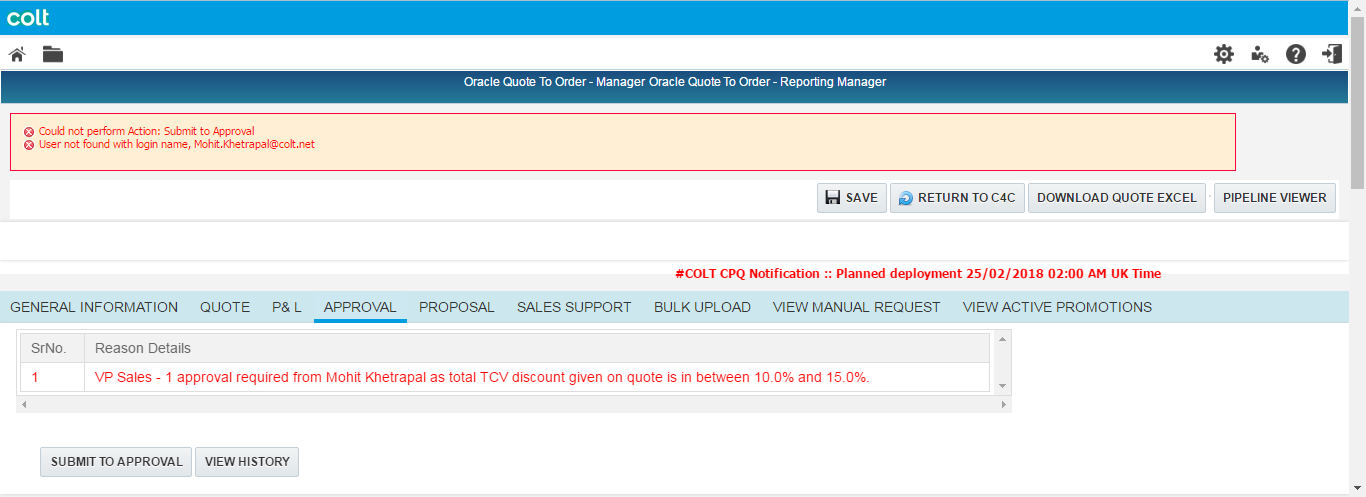 colt
Oracle Quote To Order - Manager Oracle Quote To Order - Reporting Manager
Could not perform Action: Submit to Approval
User not found with login name, Mohit.Khetrapal@colt.net
SAVE RETURN TO C4C DOWNLOAD QUOTE EXCEL PIPELINE VIEWER
#COLT CPQ Notification :: Planned deployment 25/02/2018 02:00 AM UK Time
GENERAL INFORMATION QUOTE P& L APPROVAL PROPOSAL SALES SUPPORT BULK UPLOAD VIEW MANUAL REQUEST VIEW ACTIVE PROMOTIONS
SrNo. Reason Details
1 VP Sales - 1 approval required from Mohit Khetrapal as total TCV discount given on quote is in between 10.0% and 15.0%.
SUBMIT TO APPROVAL VIEW HISTORY